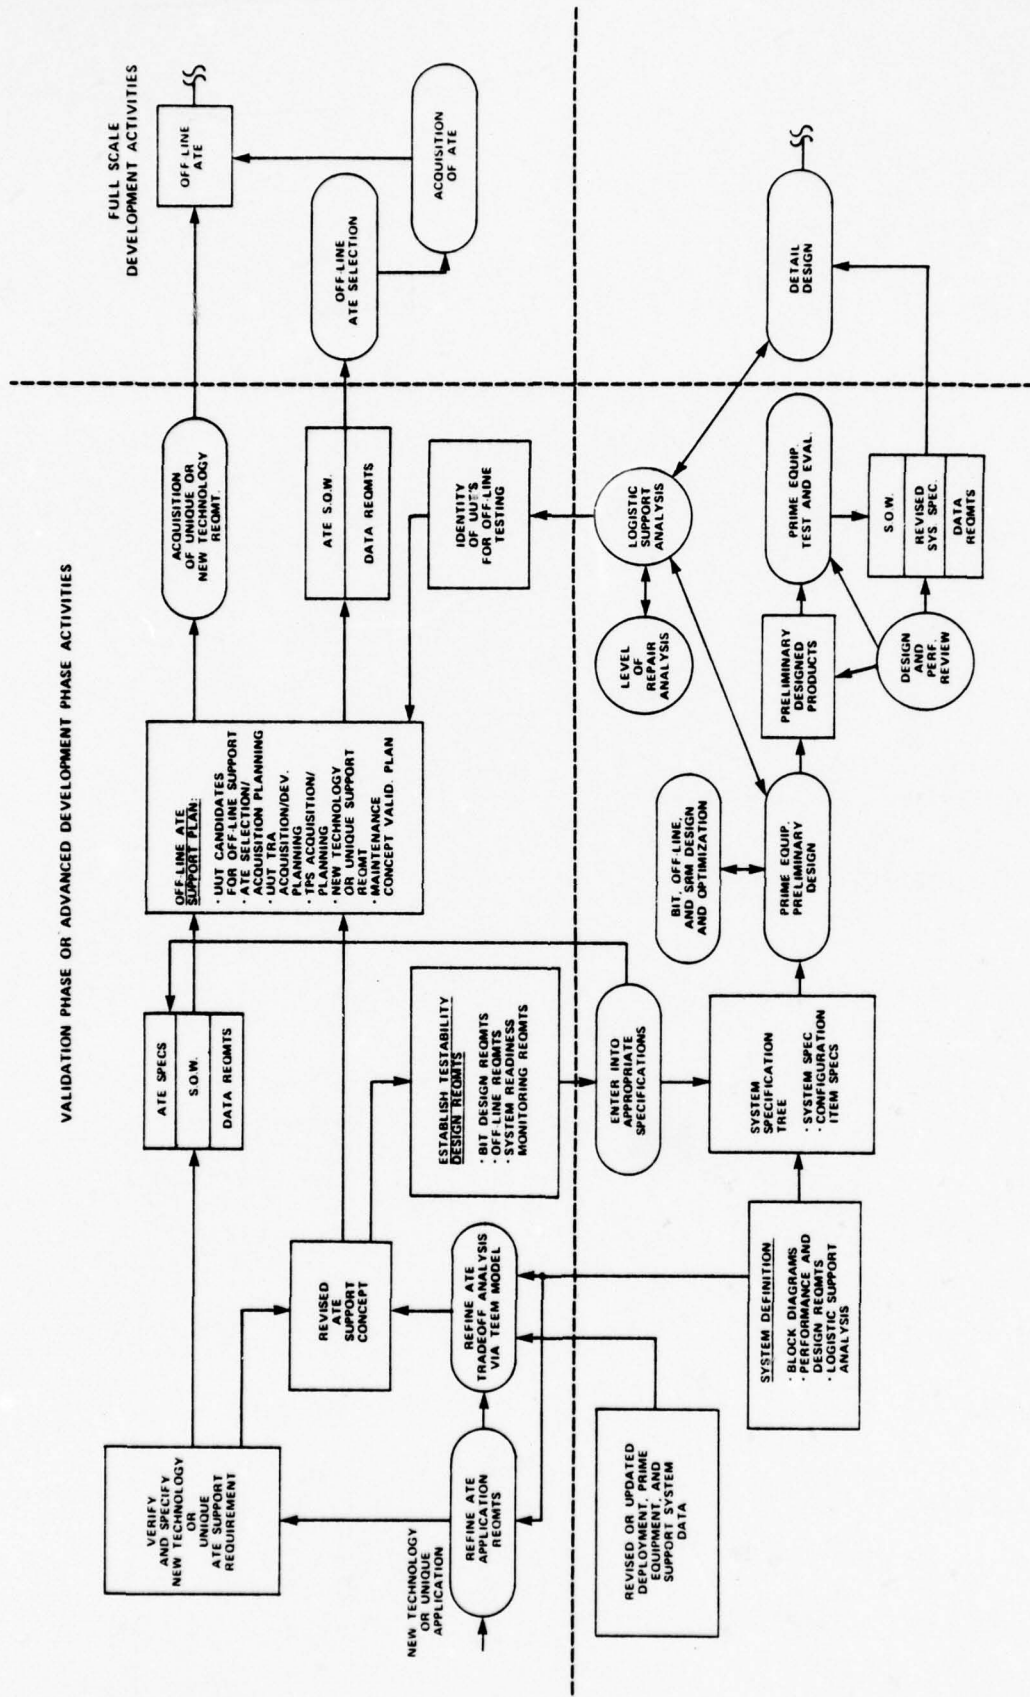 VALIDATION PHASE OR ADVANCED DEVELOPMENT PHASE ACTIVITIES
FULL SCALE
DEVELOPMENT ACTIVITIES
VERIFY
AND SPECIFY
NEW TECHNOLOGY
OR
UNIQUE
ATE SUPPORT
REQUIREMENT
ATE SPECS
S.O.W.
DATA REQMTS
OFF-LINE ATE
SUPPORT PLAN:
· UUT CANDIDATES
FOR OFF-LINE SUPPORT
· ATE SELECTION/
ACQUISITION PLANNING
· UUT TRA
ACQUISITION/DEV.
PLANNING
· TPS ACQUISITION/
PLANNING
· NEW TECHNOLOGY
OR UNIQUE SUPPORT
REQMT
· MAINTENANCE
CONCEPT VALID. PLAN
ACQUISITION
OF UNIQUE OR
NEW TECHNOLOGY
REQMT.
OFF-LINE
ATE
REVISED
ATE
SUPPORT
CONCEPT
ATE S.O.W.
DATA REQMTS
OFF-LINE
ATE SELECTION
ACQUISITION
OF ATE
NEW TECHNOLOGY
OR UNIQUE
APPLICATION
REFINE ATE
APPLICATION
REQMTS
REFINE ATE
TRADEOFF ANALYSIS
VIA TEEM MODEL
ESTABLISH TESTABILITY
DESIGN REQMTS
· BIT DESIGN REQMTS
· OFF-LINE REQMTS
· SYSTEM READINESS
MONITORING REQMTS
IDENTITY
OF UUT'S
FOR OFF-LINE
TESTING
REVISED OR UPDATED
DEPLOYMENT, PRIME
EQUIPMENT, AND
SUPPORT SYSTEM
DATA
ENTER INTO
APPROPRIATE
SPECIFICATIONS
LEVEL
OF
REPAIR
ANALYSIS
LOGISTIC
SUPPORT
ANALYSIS
BIT, OFF-LINE,
AND SRM DESIGN
AND OPTIMIZATION
SYSTEM DEFINITION
· BLOCK DIAGRAMS
· PERFORMANCE AND
DESIGN REQMTS
· LOGISTIC SUPPORT
ANALYSIS
SYSTEM
SPECIFICATION
TREE
· SYSTEM SPEC
· CONFIGURATION
ITEM SPECS
PRIME EQUIP.
PRELIMINARY
DESIGN
PRELIMINARY
DESIGNED
PRODUCTS
PRIME EQUIP.
TEST AND EVAL.
DETAIL
DESIGN
DESIGN
AND
PERF.
REVIEW
S.O.W.
REVISED
SYS. SPEC.
DATA
REQMTS